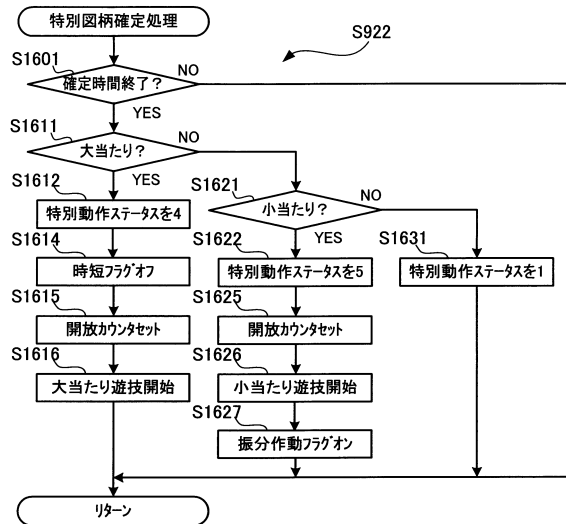 特別図柄確定処理
S922
S1601
確定時間終了？
NO
YES
S1611
大当たり？
NO
YES
S1612
特別動作ステータスを4
S1621
小当たり？
NO
YES
S1614
時短フラグオフ
S1622
特別動作ステータスを5
S1631
特別動作ステータスを1
S1615
開放カウンタセット
S1625
開放カウンタセット
S1616
大当たり遊技開始
S1626
小当たり遊技開始
S1627
振分作動フラグオン
リターン